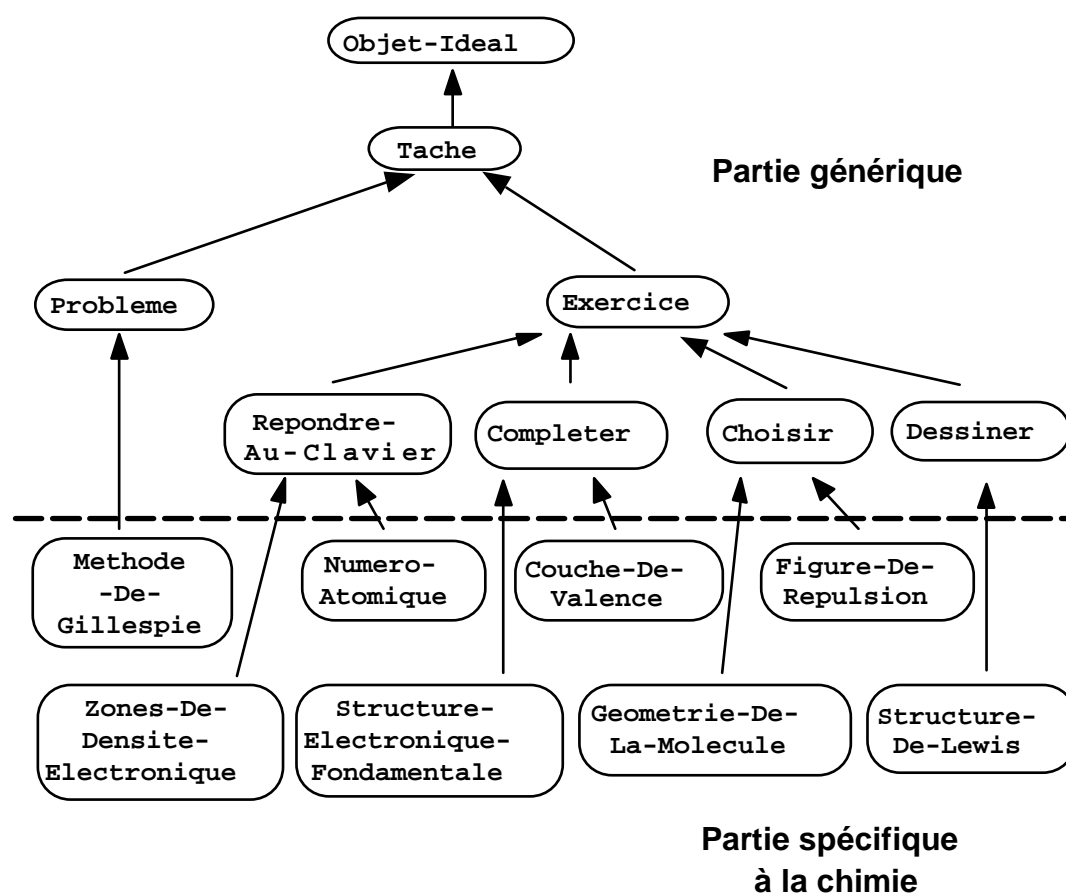 Objet-Ideal
Tache
Partie générique
Probleme
Exercice
Repondre-
Au-Clavier
Completer
Choisir
Dessiner
Methode
-De-
Gillespie
Numero-
Atomique
Couche-De-
Valence
Figure-De-
Repulsion
Zones-De-
Densite-
Electronique
Structure-
Electronique-
Fondamentale
Geometrie-De-
La-Molecule
Structure-
De-Lewis
Partie spécifique
à la chimie